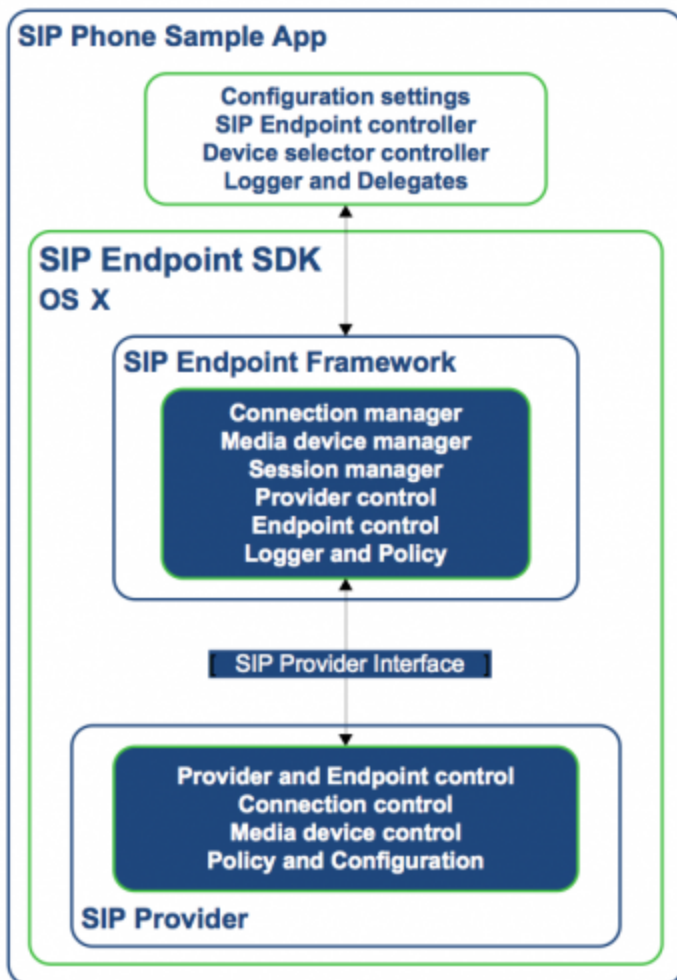 SIP Phone Sample App
Configuration settings
SIP Endpoint controller
Device selector controller
Logger and Delegates
SIP Endpoint SDK
OS X
SIP Endpoint Framework
Connection manager
Media device manager
Session manager
Provider control
Endpoint control
Logger and Policy
[ SIP Provider Interface ]
Provider and Endpoint control
Connection control
Media device control
Policy and Configuration
SIP Provider